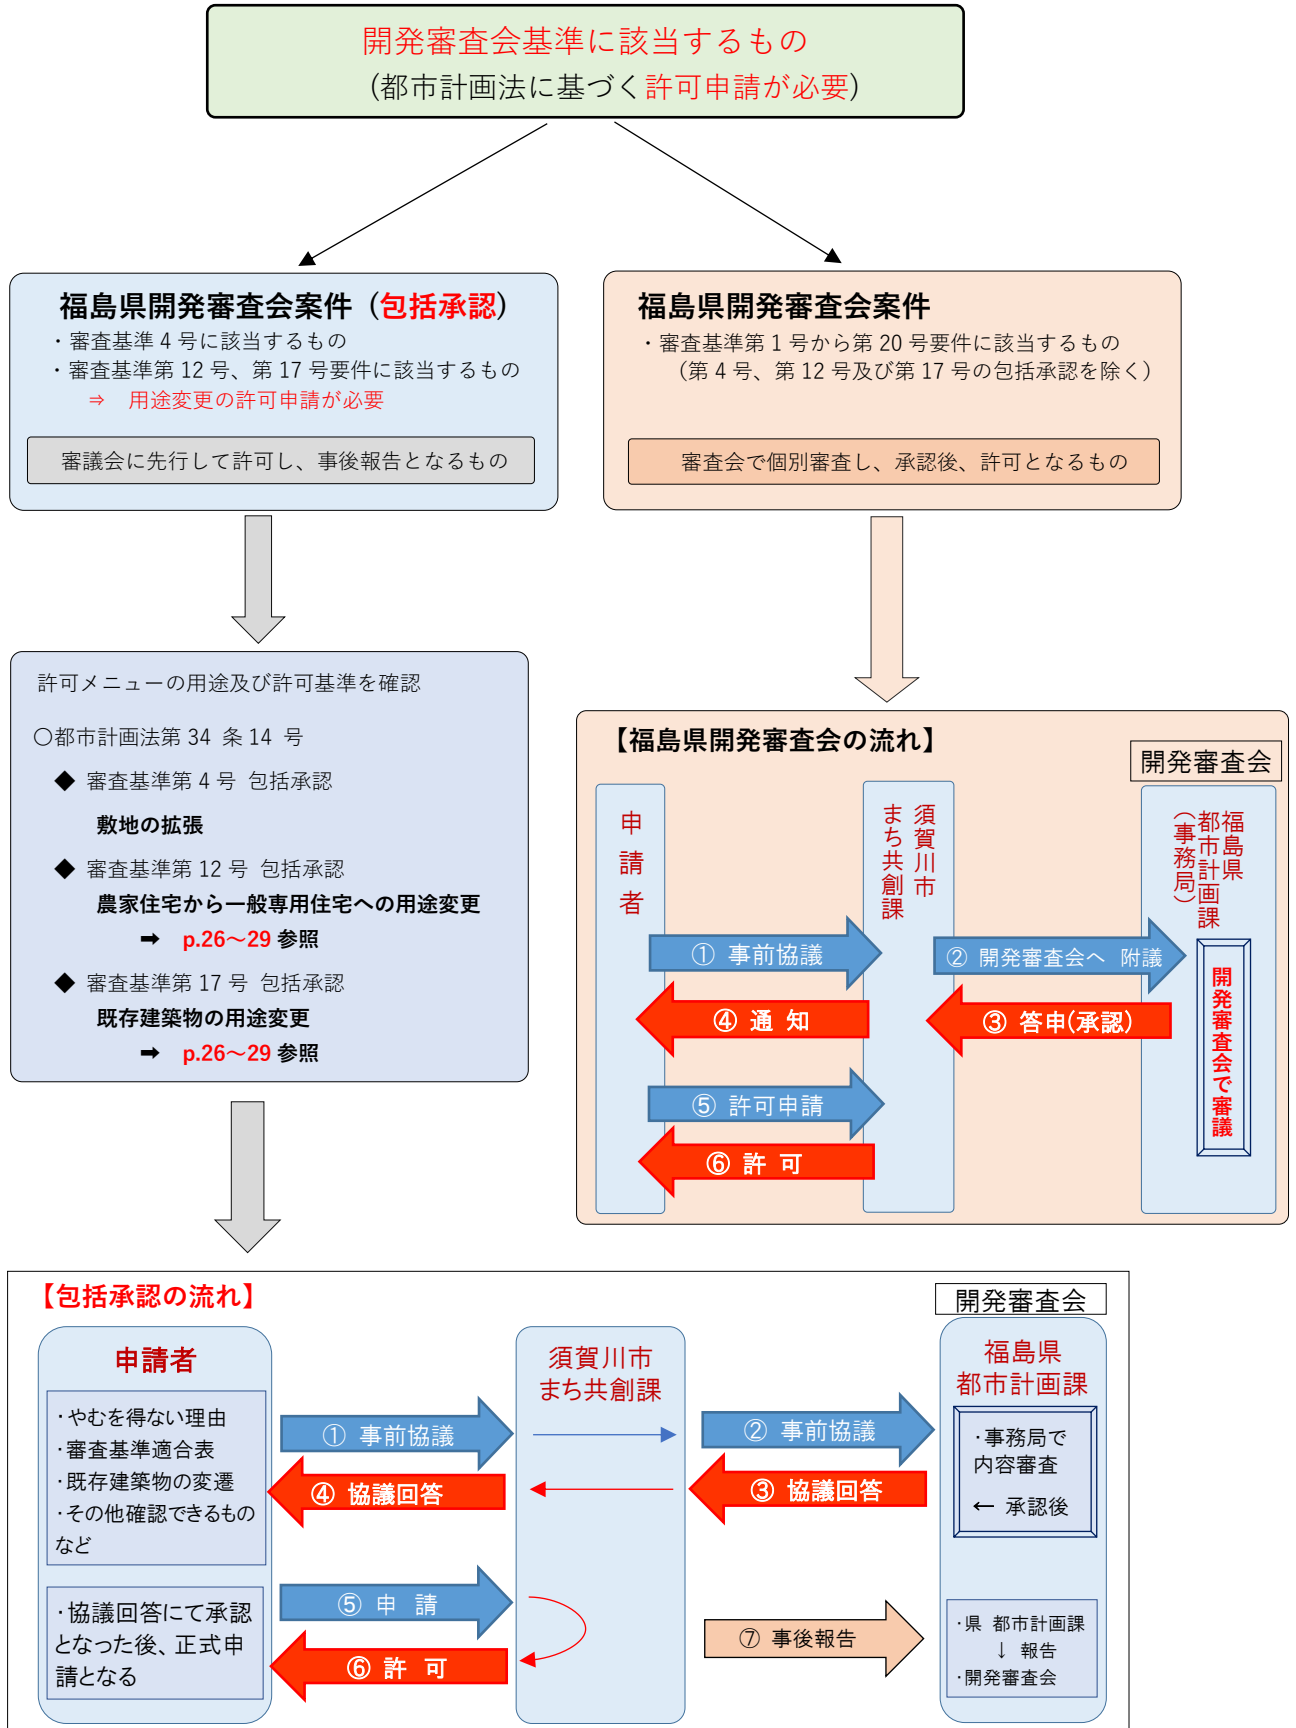 開発審査会基準に該当するもの
(都市計画法に基づく許可申請が必要)
福島県開発審査会案件（包括承認）
・審査基準 4 号に該当するもの
・審査基準第 12 号、第 17 号要件に該当するもの
⇒ 用途変更の許可申請が必要
審議会に先行して許可し、事後報告となるもの
福島県開発審査会案件
・審査基準第 1 号から第 20 号要件に該当するもの
（第 4 号、第 12 号及び第 17 号の包括承認を除く）
審査会で個別審査し、承認後、許可となるもの
許可メニューの用途及び許可基準を確認
〇都市計画法第 34 条 14 号
◆ 審査基準第 4 号 包括承認
敷地の拡張
◆ 審査基準第 12 号 包括承認
農家住宅から一般専用住宅への用途変更
➡ p.26～29 参照
◆ 審査基準第 17 号 包括承認
既存建築物の用途変更
➡ p.26～29 参照
【福島県開発審査会の流れ】
開発審査会
申請者
須賀川市
まち共創課
福島県
都市計画課
（事務局）
① 事前協議
② 開発審査会へ 附議
③ 答申(承認)
④ 通 知
⑤ 許可申請
⑥ 許 可
開発審査会で審議
【包括承認の流れ】
開発審査会
申請者
・やむを得ない理由
・審査基準適合表
・既存建築物の変遷
・その他確認できるもの
など
・協議回答にて承認
となった後、正式申
請となる
須賀川市
まち共創課
福島県
都市計画課
・事務局で
内容審査
← 承認後
① 事前協議
② 事前協議
③ 協議回答
④ 協議回答
⑤ 申 請
⑥ 許 可
⑦ 事後報告
・県 都市計画課
↓ 報告
・開発審査会